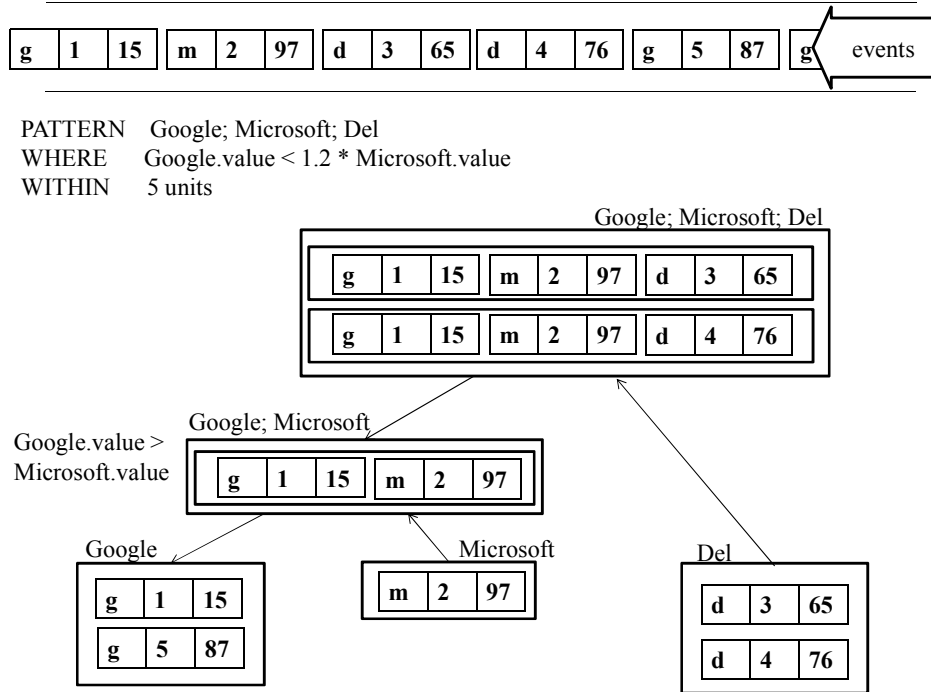 g 1 15 m 2 97 d 3 65 d 4 76 g 5 87 g events
PATTERN Google; Microsoft; Del
WHERE Google.value < 1.2 * Microsoft.value
WITHIN 5 units
Google; Microsoft; Del
g 1 15 m 2 97 d 3 65
g 1 15 m 2 97 d 4 76
Google; Microsoft
Google.value >
Microsoft.value
g 1 15 m 2 97
Google
g 1 15
g 5 87
Microsoft
m 2 97
Del
d 3 65
d 4 76